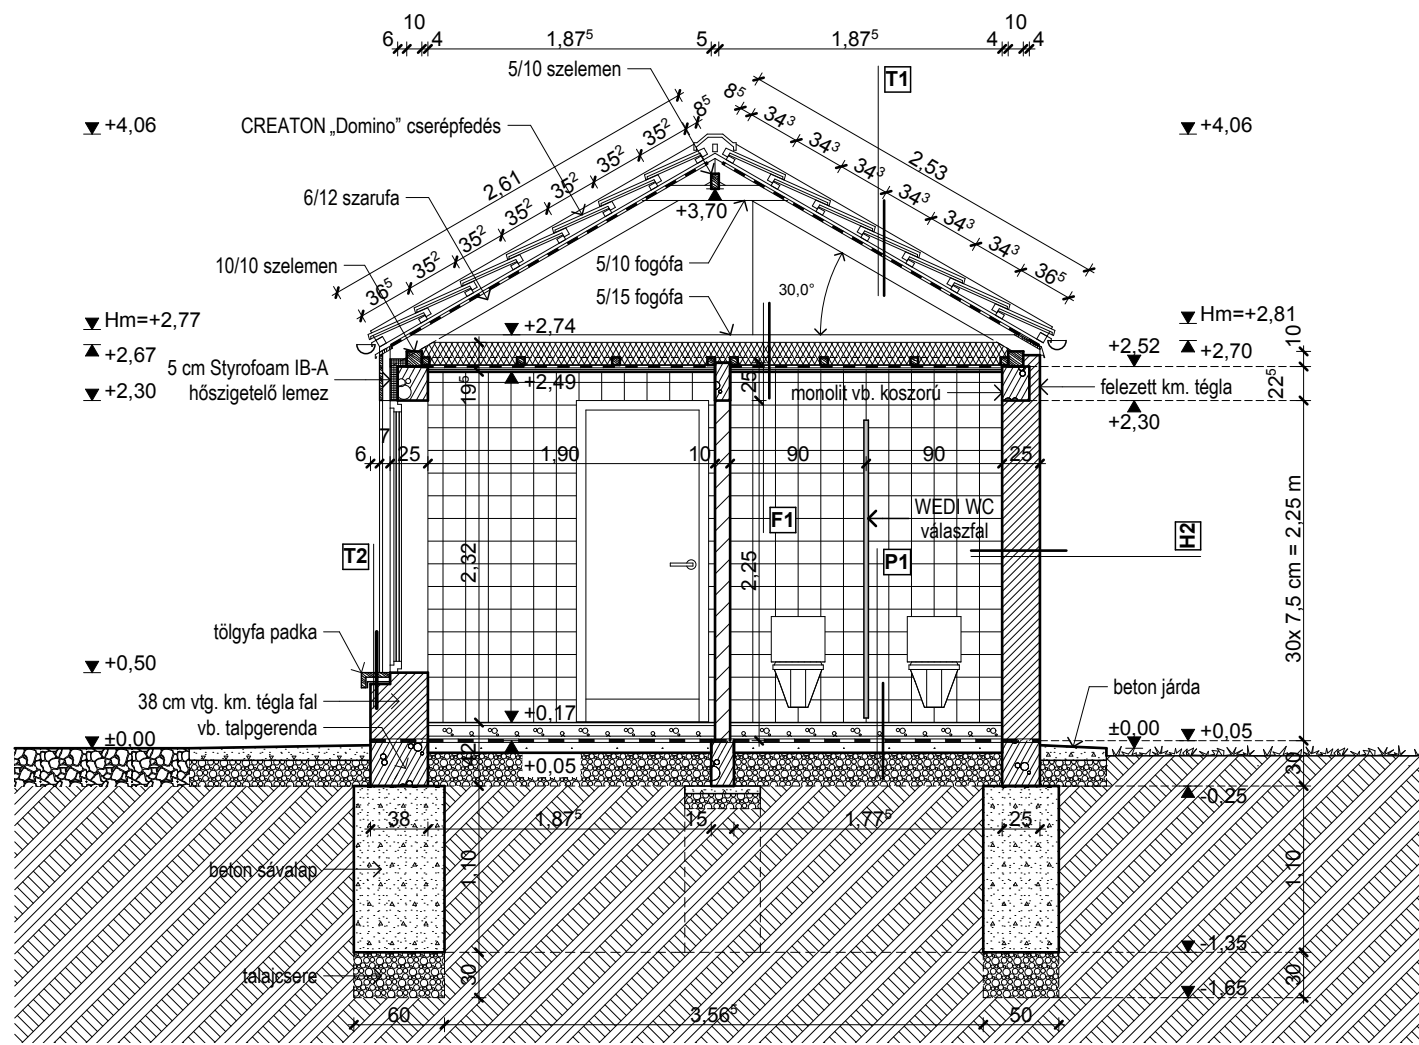 10
10
6
4
1,87⁵
5
1,87⁵
4
4
5/10 szelemen
T1
8⁵
8⁵
+4,06
CREATON „Domino” cserépfedés
+4,06
35²
34³
35²
34³
2,61
2,53
35²
34³
6/12 szarufa
35²
34³
+3,70
35²
34³
35²
34³
10/10 szelemen
35²
5/10 fogófa
34³
36⁵
30,0°
36⁵
5/15 fogófa
Hm=+2,77
Hm=+2,81
+2,74
10
+2,67
+2,52
+2,70
5 cm Styrofoam IB-A
hőszigetelő lemez
+2,49
19⁵
25
monolit vb. koszorú
felezett km. tégla
22⁵
+2,30
+2,30
7
6
25
1,90
10
90
90
25
WEDI WC
válaszfal
F1
H2
30x 7,5 cm = 2,25 m
T2
2,32
2,25
P1
tölgyfa padka
+0,50
beton járda
38 cm vtg. km. tégla fal
+0,17
vb. talpgerenda
±0,00
±0,00
+0,05
42
+0,05
30
-0,25
38
1,87⁵
15
1,77⁶
25
beton sávalap
1,10
1,10
-1,35
talajcsere
30
30
-1,65
60
3,56⁵
50